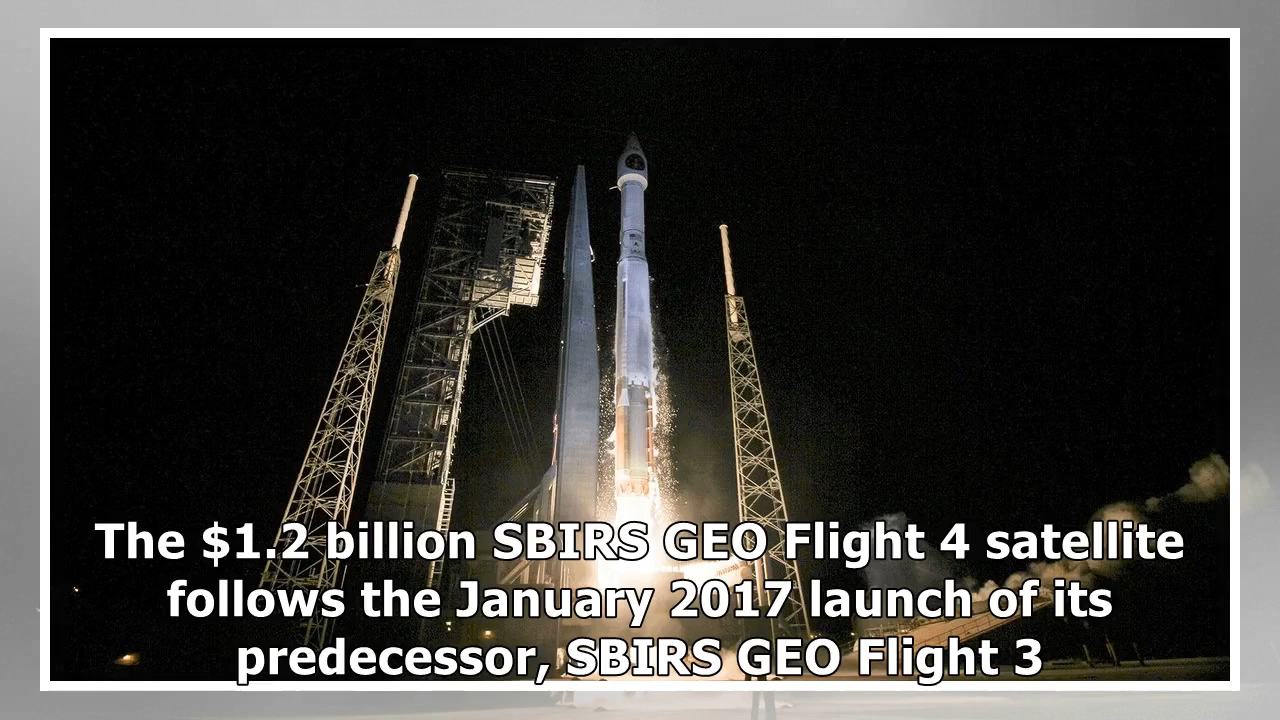 The $1.2 billion SBIRS GEO Flight 4 satellite
follows the January 2017 launch of its
predecessor, SBIRS GEO Flight 3